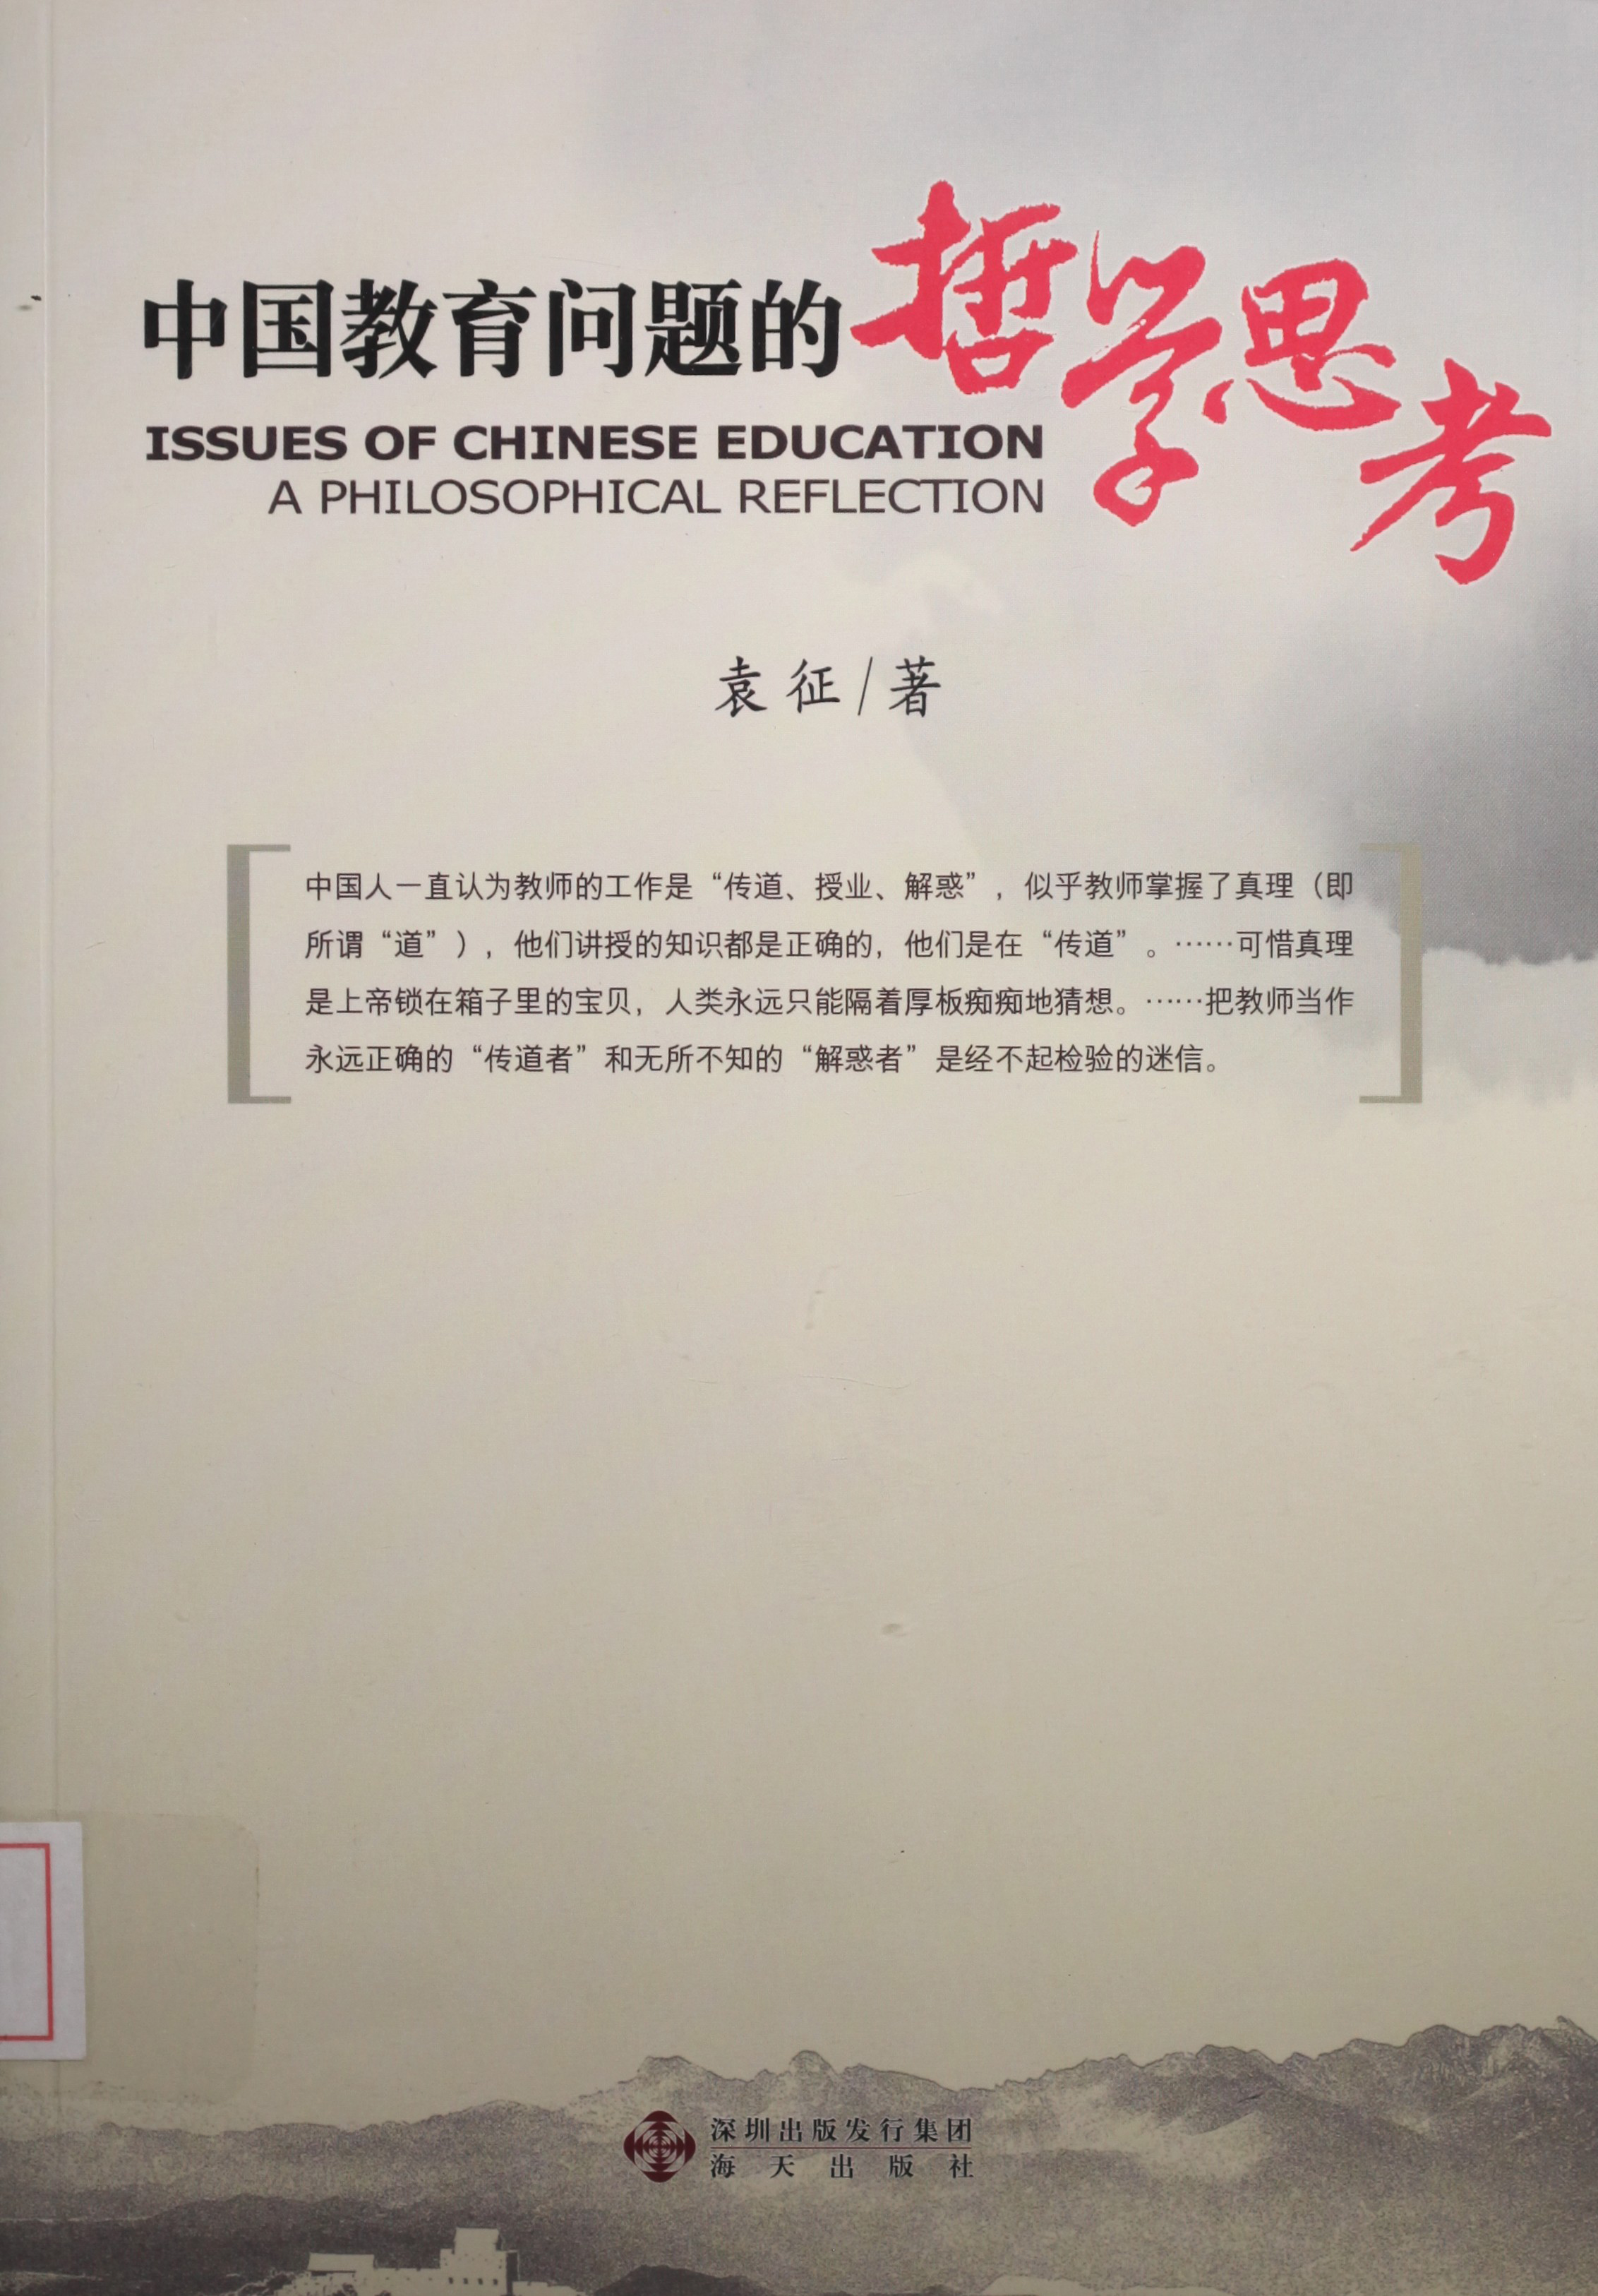 中国教育问题的哲学思考
ISSUES OF CHINESE EDUCATION
A PHILOSOPHICAL REFLECTION
袁征/著
中国人一直认为教师的工作是“传道、授业、解惑”，似乎教师掌握了真理（即
所谓“道”），他们讲授的知识都是正确的，他们是在“传道”。……可惜真理
是上帝锁在箱子里的宝贝，人类永远只能隔着厚板痴痴地猜想。……把教师当作
永远正确的“传道者”和无所不知的“解惑者”是经不起检验的迷信。
深圳出版发行集团
海天出版社